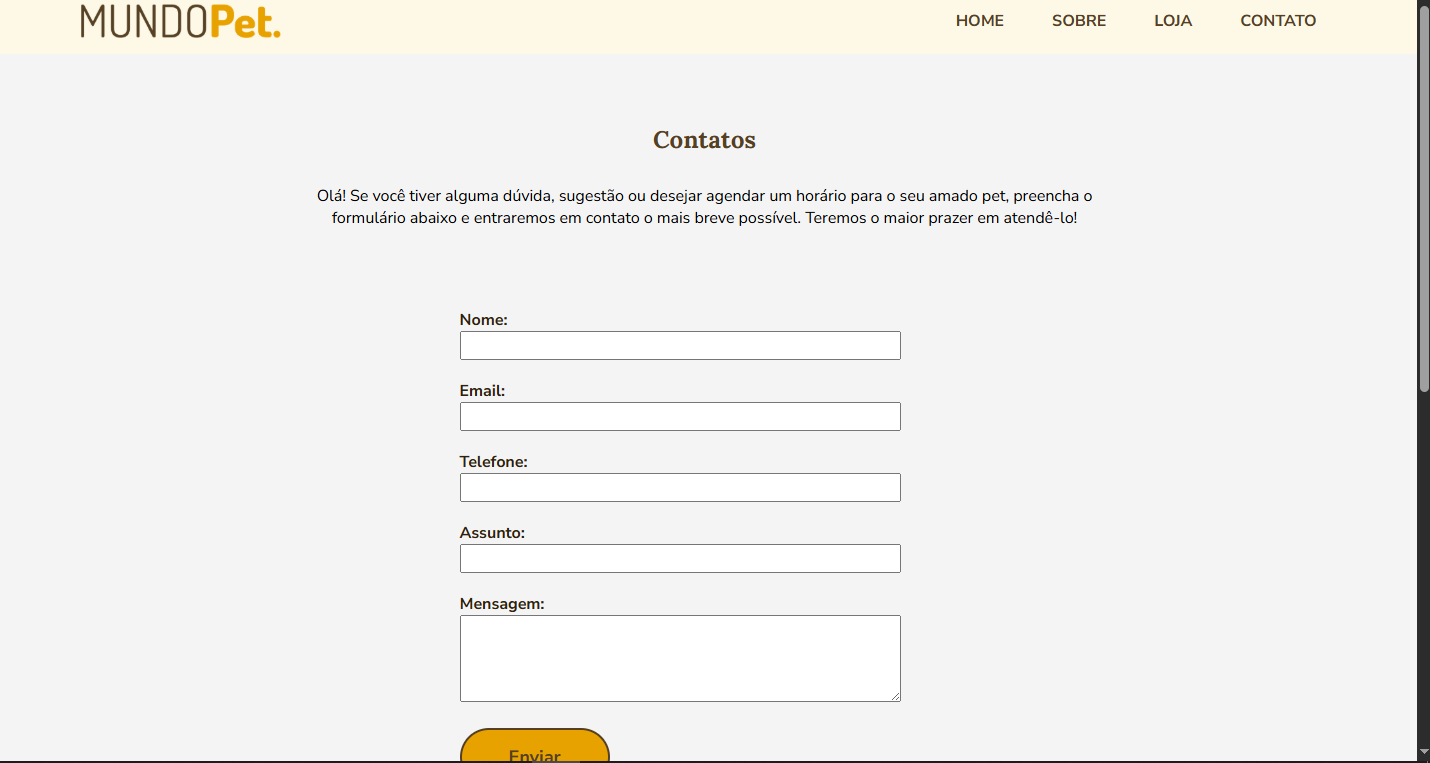 MUNDOPet.
HOME SOBRE LOJA CONTATO
Contatos
Olá! Se você tiver alguma dúvida, sugestão ou desejar agendar um horário para o seu amado pet, preencha o
formulário abaixo e entraremos em contato o mais breve possível. Teremos o maior prazer em atendê-lo!
Nome:
Email:
Telefone:
Assunto:
Mensagem:
Enviar